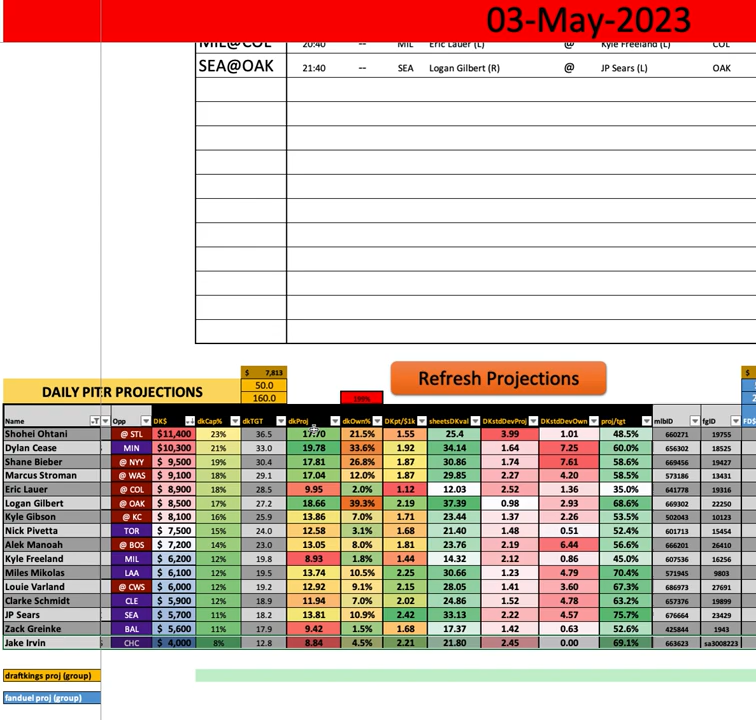 03-May-2023
MIL@COL 20:40 -- MIL Eric Lauer (L) @ Kyle Freeland (L) COL
SEA@OAK 21:40 -- SEA Logan Gilbert (R) @ JP Sears (L) OAK
Refresh Projections
$ 7,813 $
DAILY PIT R PROJECTIONS 50.0
160.0 199%
Name Opp DK$ dkCap% dkTGT dkProj dkOwn% DKpt/$1k sheetsDKval DKstdDevProj DKstdDevOwn proj/tgt mlbID fgID FD$
Shohei Ohtani @ STL $11,400 23% 36.5 17.70 21.5% 1.55 25.4 3.99 1.01 48.5% 660271 19755
Dylan Cease MIN $10,300 21% 33.0 19.78 33.6% 1.92 34.14 1.64 7.25 60.0% 656302 18525
Shane Bieber @ NYY $ 9,500 19% 30.4 17.81 26.8% 1.87 30.86 1.74 7.61 58.6% 669456 19427
Marcus Stroman @ WAS $ 9,100 18% 29.1 17.04 12.0% 1.87 29.85 2.27 4.20 58.5% 573186 13431
Eric Lauer @ COL $ 8,900 18% 28.5 9.95 2.0% 1.12 12.03 2.52 1.36 35.0% 641778 19316
Logan Gilbert @ OAK $ 8,500 17% 27.2 18.66 39.3% 2.19 37.39 0.98 2.93 68.6% 669302 22250
Kyle Gibson @ KC $ 8,100 16% 25.9 13.86 7.0% 1.71 23.44 1.37 2.26 53.5% 502043 10123
Nick Pivetta TOR $ 7,500 15% 24.0 12.58 3.1% 1.68 21.40 1.48 0.51 52.4% 601713 15454
Alek Manoah @ BOS $ 7,200 14% 23.0 13.05 8.0% 1.81 23.76 2.19 6.44 56.6% 666201 26410
Kyle Freeland MIL $ 6,200 12% 19.8 8.93 1.8% 1.44 14.32 2.12 0.86 45.0% 607536 16256
Miles Mikolas LAA $ 6,100 12% 19.5 13.74 10.5% 2.25 30.66 1.23 4.79 70.4% 571945 9803
Louie Varland @ CWS $ 6,000 12% 19.2 12.92 9.1% 2.15 28.05 1.41 3.60 67.3% 686973 27691
Clarke Schmidt CLE $ 5,900 12% 18.9 11.94 7.0% 2.02 24.86 1.52 4.78 63.2% 657376 19899
JP Sears SEA $ 5,700 11% 18.2 13.81 10.9% 2.42 33.13 2.22 4.57 75.7% 676664 23429
Zack Greinke BAL $ 5,600 11% 17.9 9.42 1.5% 1.68 17.37 1.42 0.63 52.6% 425844 1943
Jake Irvin CHC $ 4,000 8% 12.8 8.84 4.5% 2.21 21.80 2.45 0.00 69.1% 663623 sa3008223
draftkings proj (group)
fanduel proj (group)